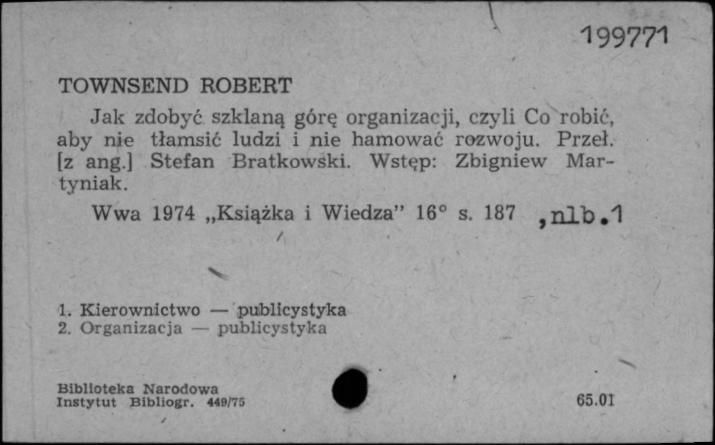 199771
TOWNSEND ROBERT
Jak zdobyć szklaną górę organizacji, czyli Co robić,
aby nie tłamsić ludzi i nie hamować rozwoju. Przeł.
[z ang.] Stefan Bratkowski. Wstęp: Zbigniew Mar-
tyniak.
Wwa 1974 „Książka i Wiedza” 16° s. 187 ,nlb.1
1. Kierownictwo — publicystyka
2. Organizacja — publicystyka
Biblioteka Narodowa
Instytut Bibliogr. 449/75
65.01